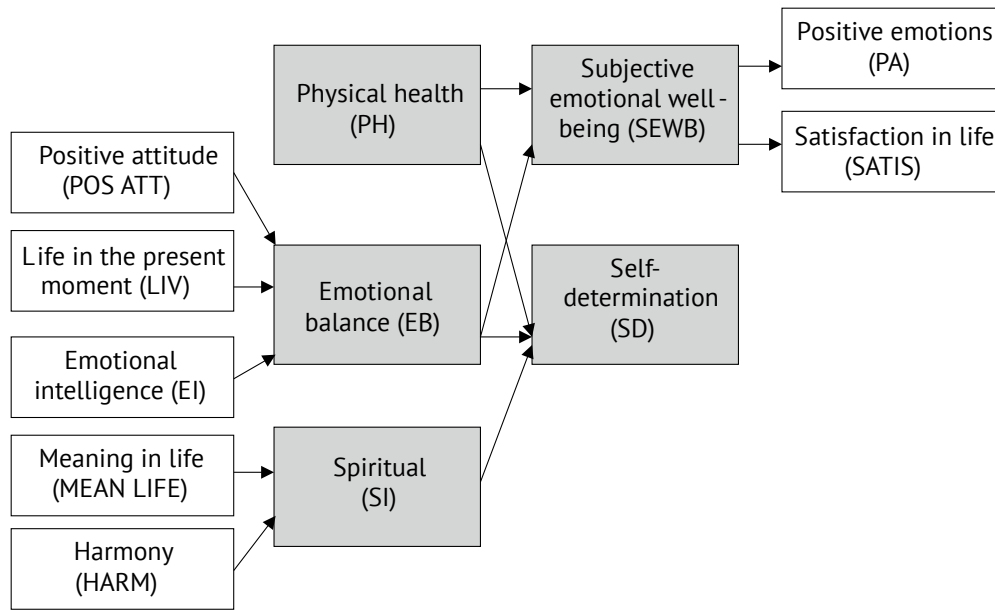 Positive emotions
(PA)
Physical health
(PH)
Subjective
emotional well -
being (SEWB)
Satisfaction in life
(SATIS)
Positive attitude
(POS ATT)
Life in the present
moment (LIV)
Emotional
balance (EB)
Self-
determination
(SD)
Emotional
intelligence (EI)
Meaning in life
(MEAN LIFE)
Spiritual
(SI)
Harmony
(HARM)